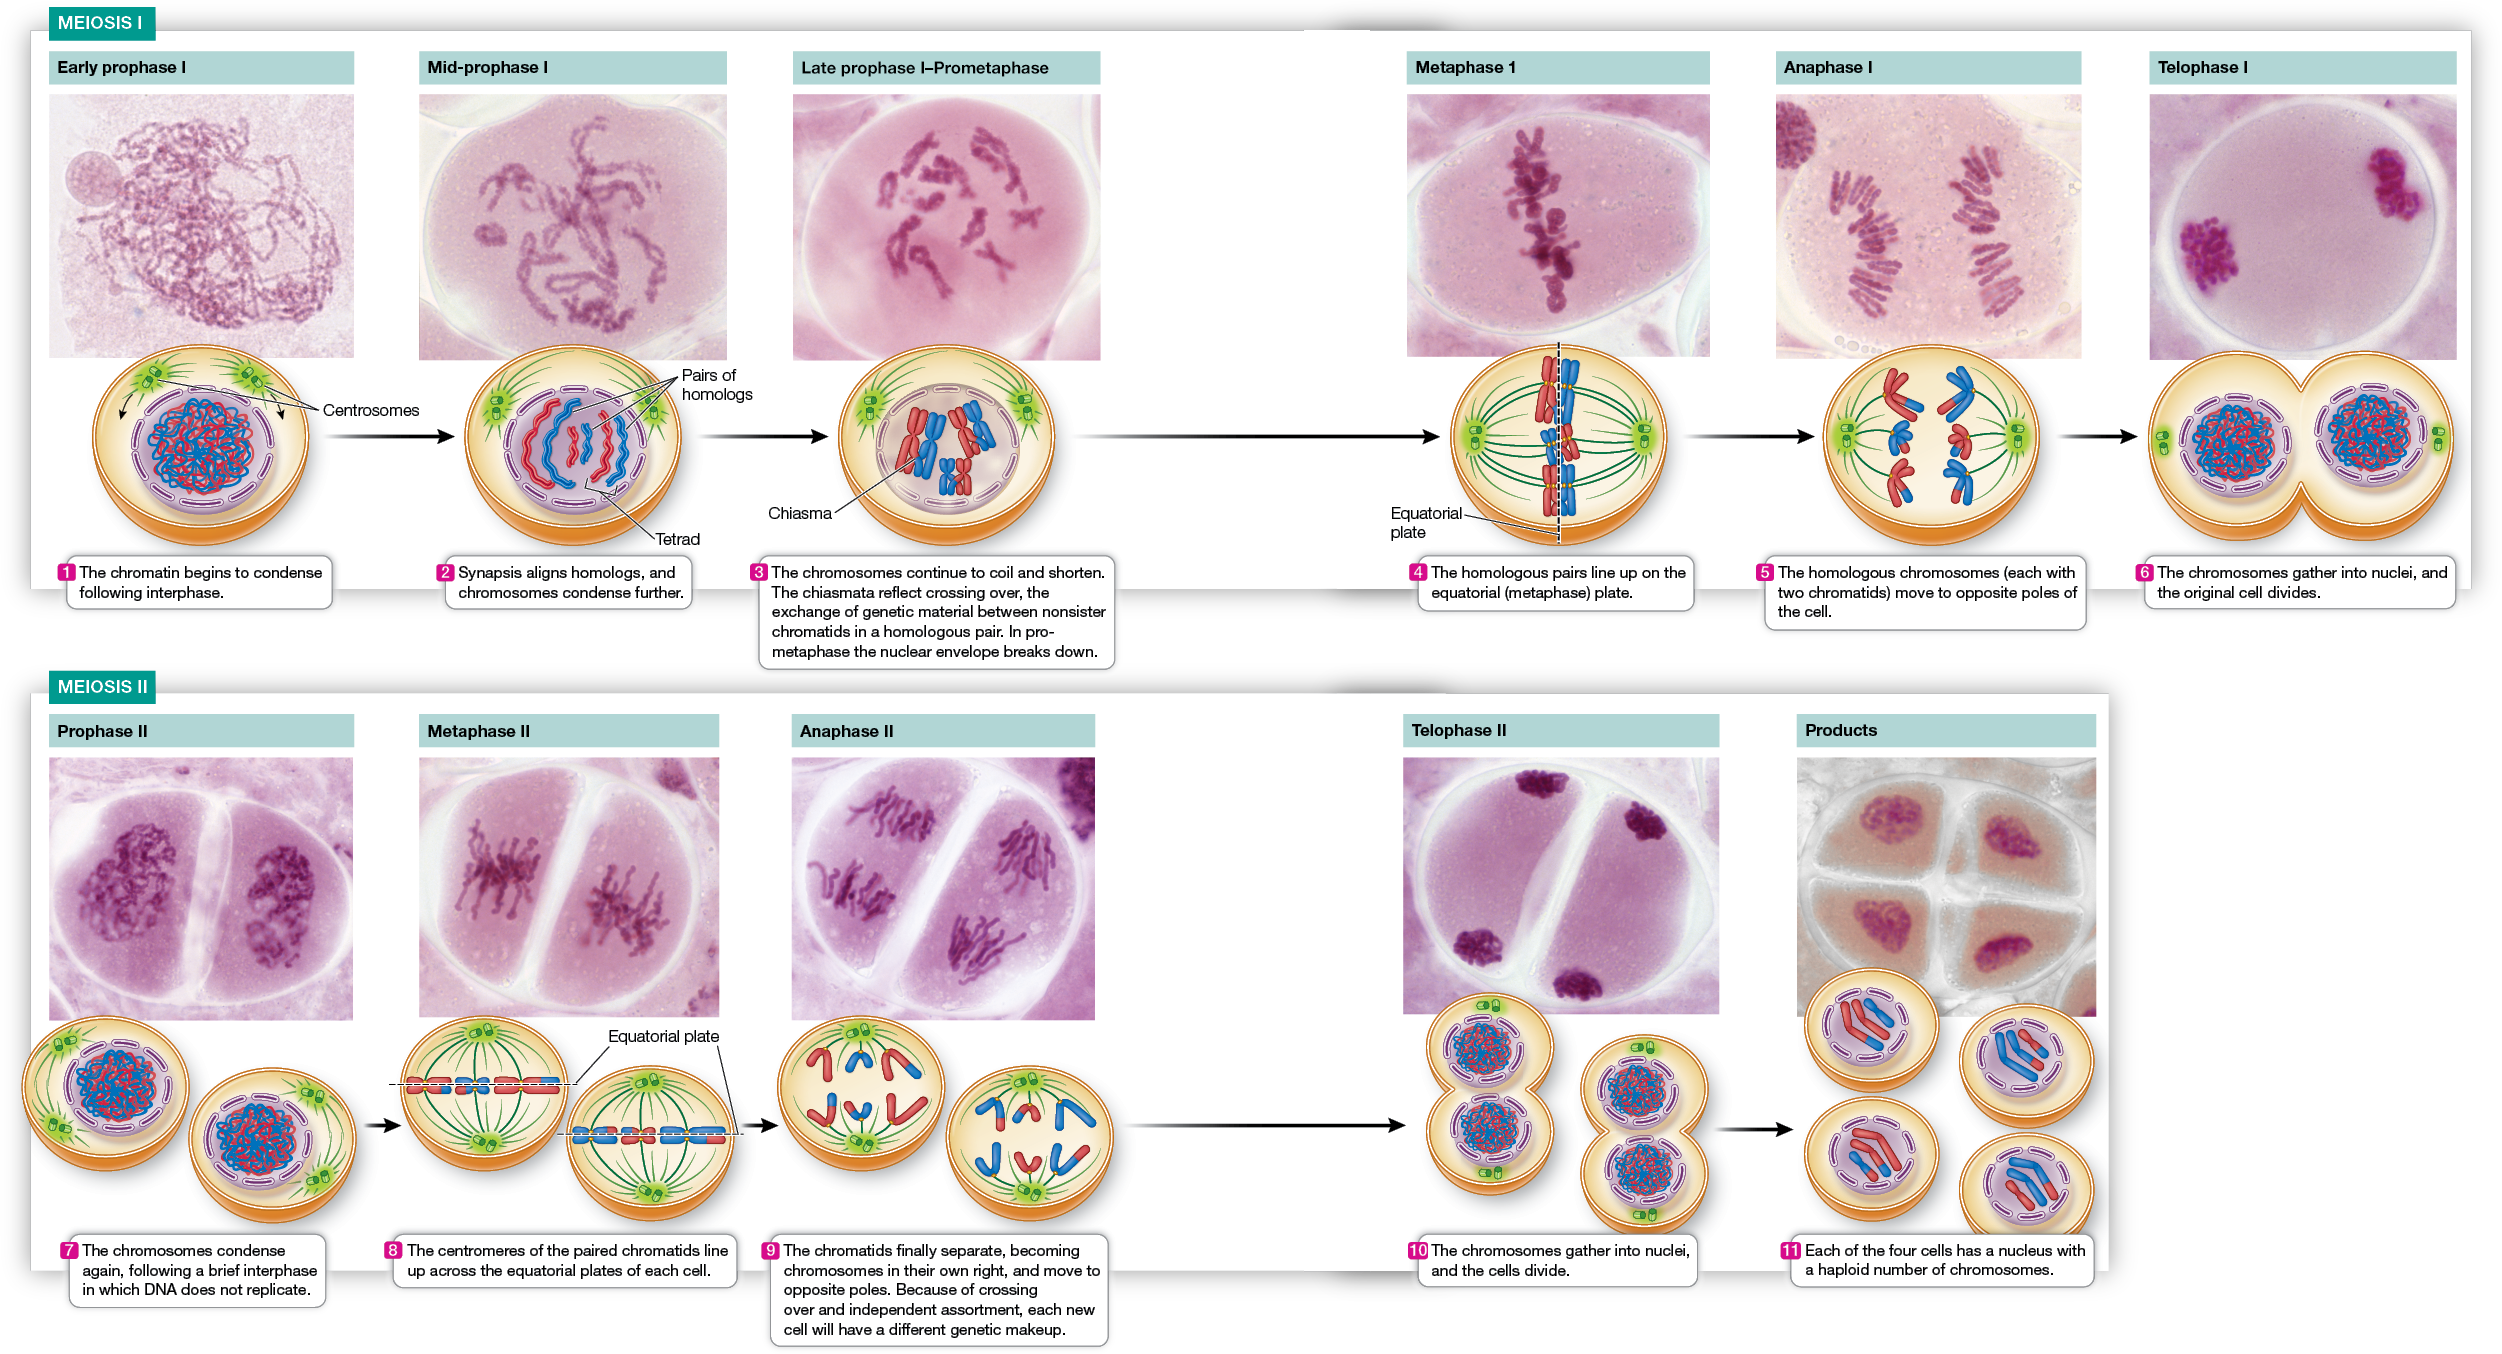 MEIOSIS I
Early prophase I
Mid-prophase I
Late prophase I–Prometaphase
Metaphase 1
Anaphase I
Telophase I
Centrosomes
Pairs of
homologs
Tetrad
Chiasma
Equatorial
plate
1 The chromatin begins to condense
following interphase.
2 Synapsis aligns homologs, and
chromosomes condense further.
3 The chromosomes continue to coil and shorten.
The chiasmata reflect crossing over, the
exchange of genetic material between nonsister
chromatids in a homologous pair. In pro-
metaphase the nuclear envelope breaks down.
4 The homologous pairs line up on the
equatorial (metaphase) plate.
5 The homologous chromosomes (each with
two chromatids) move to opposite poles of
the cell.
6 The chromosomes gather into nuclei, and
the original cell divides.
MEIOSIS II
Prophase II
Metaphase II
Anaphase II
Telophase II
Products
Equatorial plate
7 The chromosomes condense
again, following a brief interphase
in which DNA does not replicate.
8 The centromeres of the paired chromatids line
up across the equatorial plates of each cell.
9 The chromatids finally separate, becoming
chromosomes in their own right, and move to
opposite poles. Because of crossing
over and independent assortment, each new
cell will have a different genetic makeup.
10 The chromosomes gather into nuclei,
and the cells divide.
11 Each of the four cells has a nucleus with
a haploid number of chromosomes.